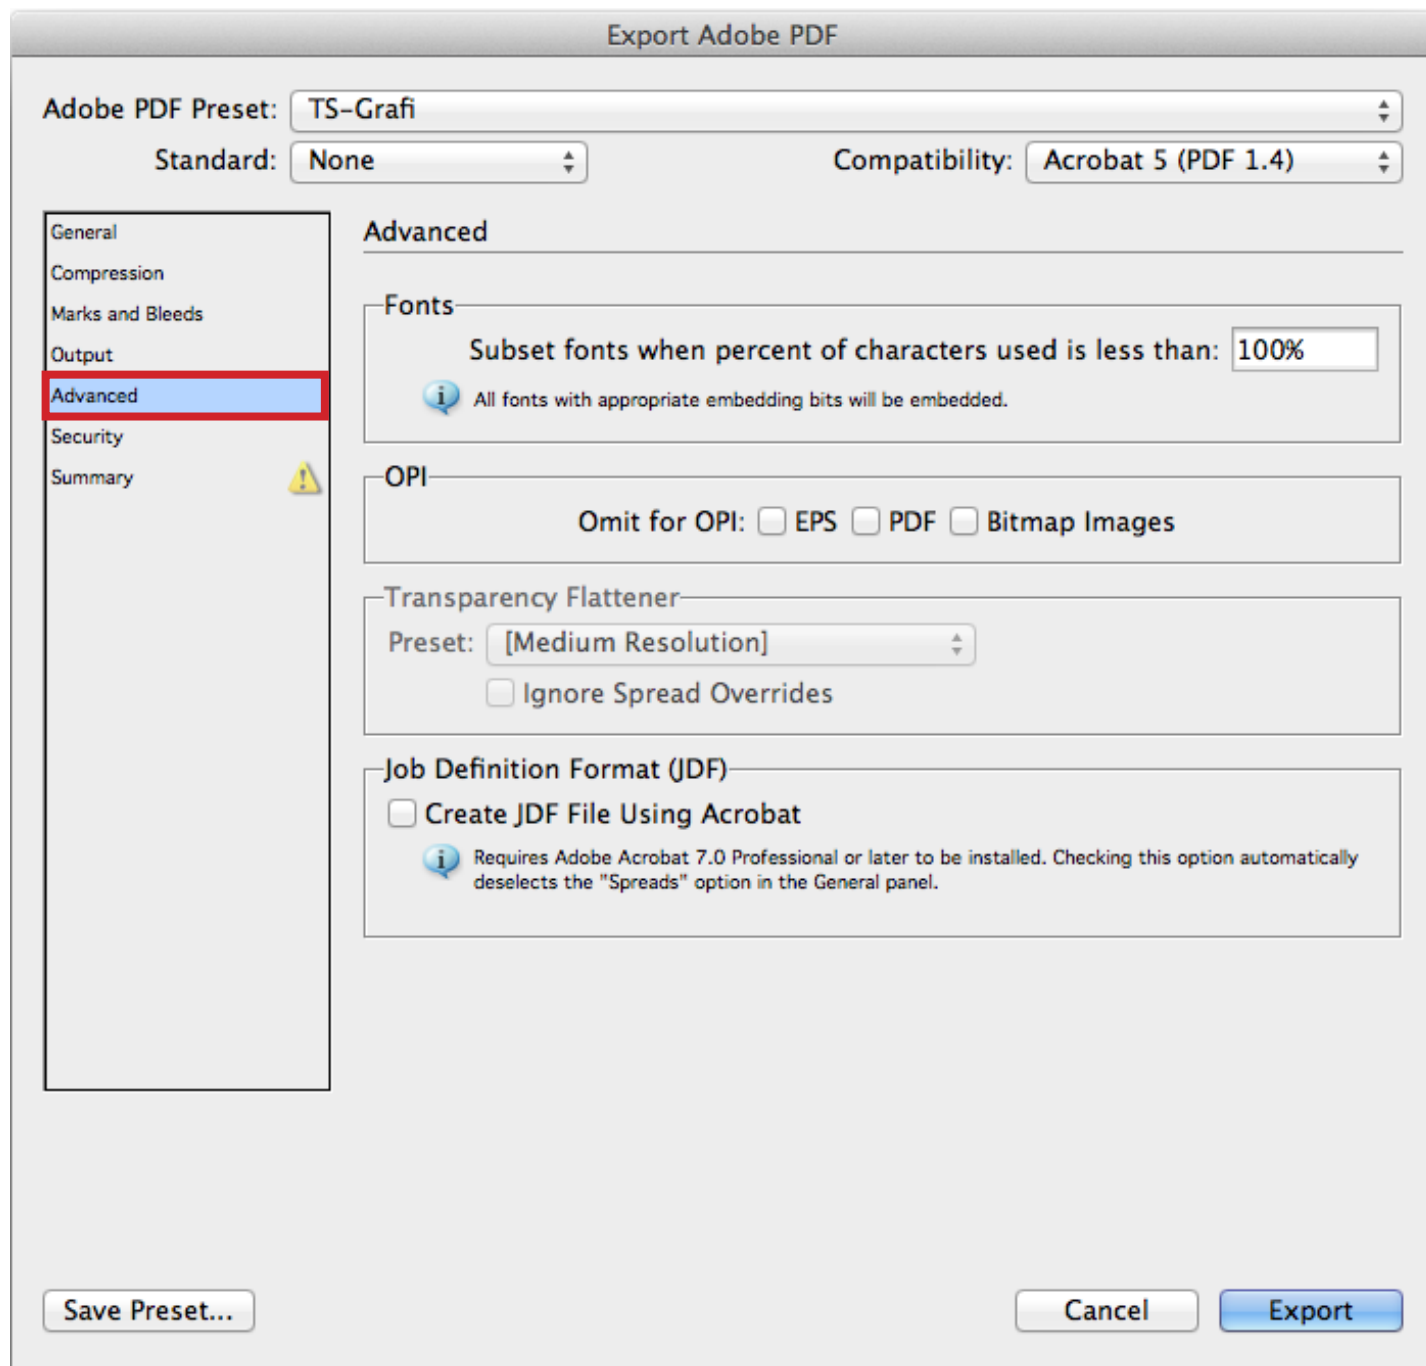 Export Adobe PDF
Adobe PDF Preset: TS-Grafi
Standard: None Compatibility: Acrobat 5 (PDF 1.4)
General
Compression
Marks and Bleeds
Output
Advanced
Security
Summary
Advanced
Fonts
Subset fonts when percent of characters used is less than: 100%
All fonts with appropriate embedding bits will be embedded.
OPI
Omit for OPI: EPS PDF Bitmap Images
Transparency Flattener
Preset: [Medium Resolution]
Ignore Spread Overrides
Job Definition Format (JDF)
Create JDF File Using Acrobat
Requires Adobe Acrobat 7.0 Professional or later to be installed. Checking this option automatically
deselects the "Spreads" option in the General panel.
Save Preset... Cancel Export